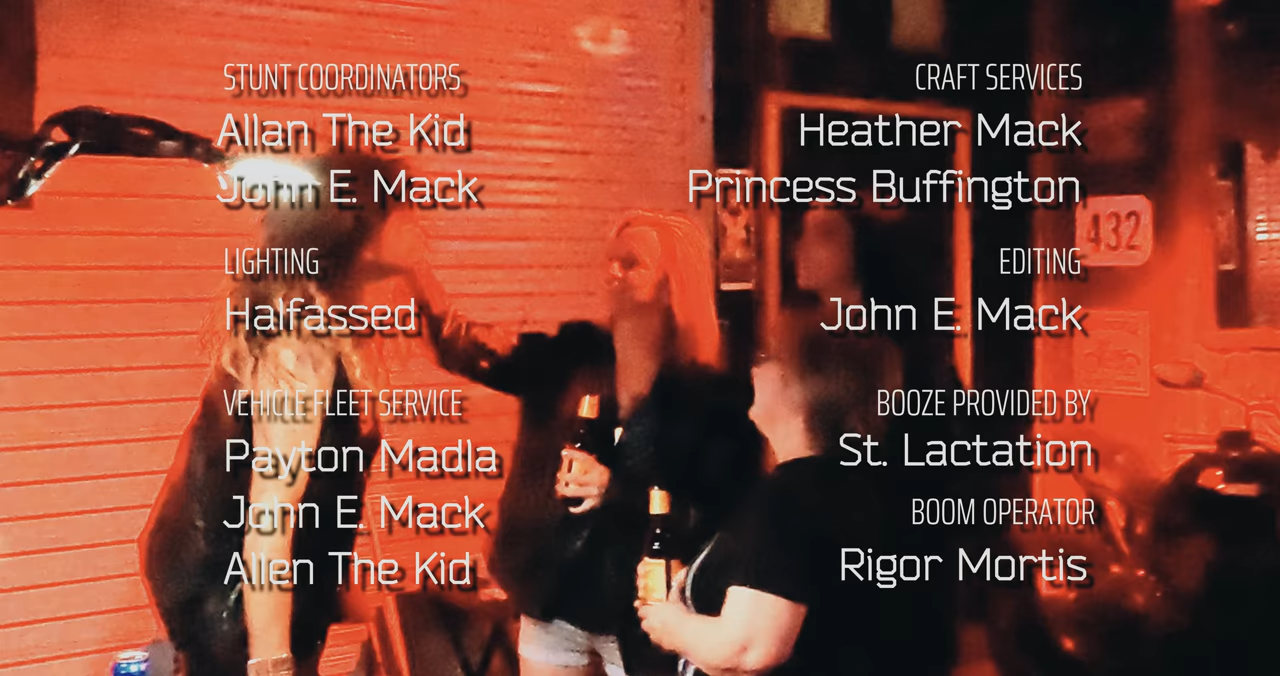 STUNT COORDINATORS
Allan The Kid
John E. Mack
LIGHTING
Halfassed
VEHICLE FLEET SERVICE
Payton Madla
John E. Mack
Allen The Kid
CRAFT SERVICES
Heather Mack
Princess Buffington
EDITING
John E. Mack
BOOZE PROVIDED BY
St. Lactation
BOOM OPERATOR
Rigor Mortis
432